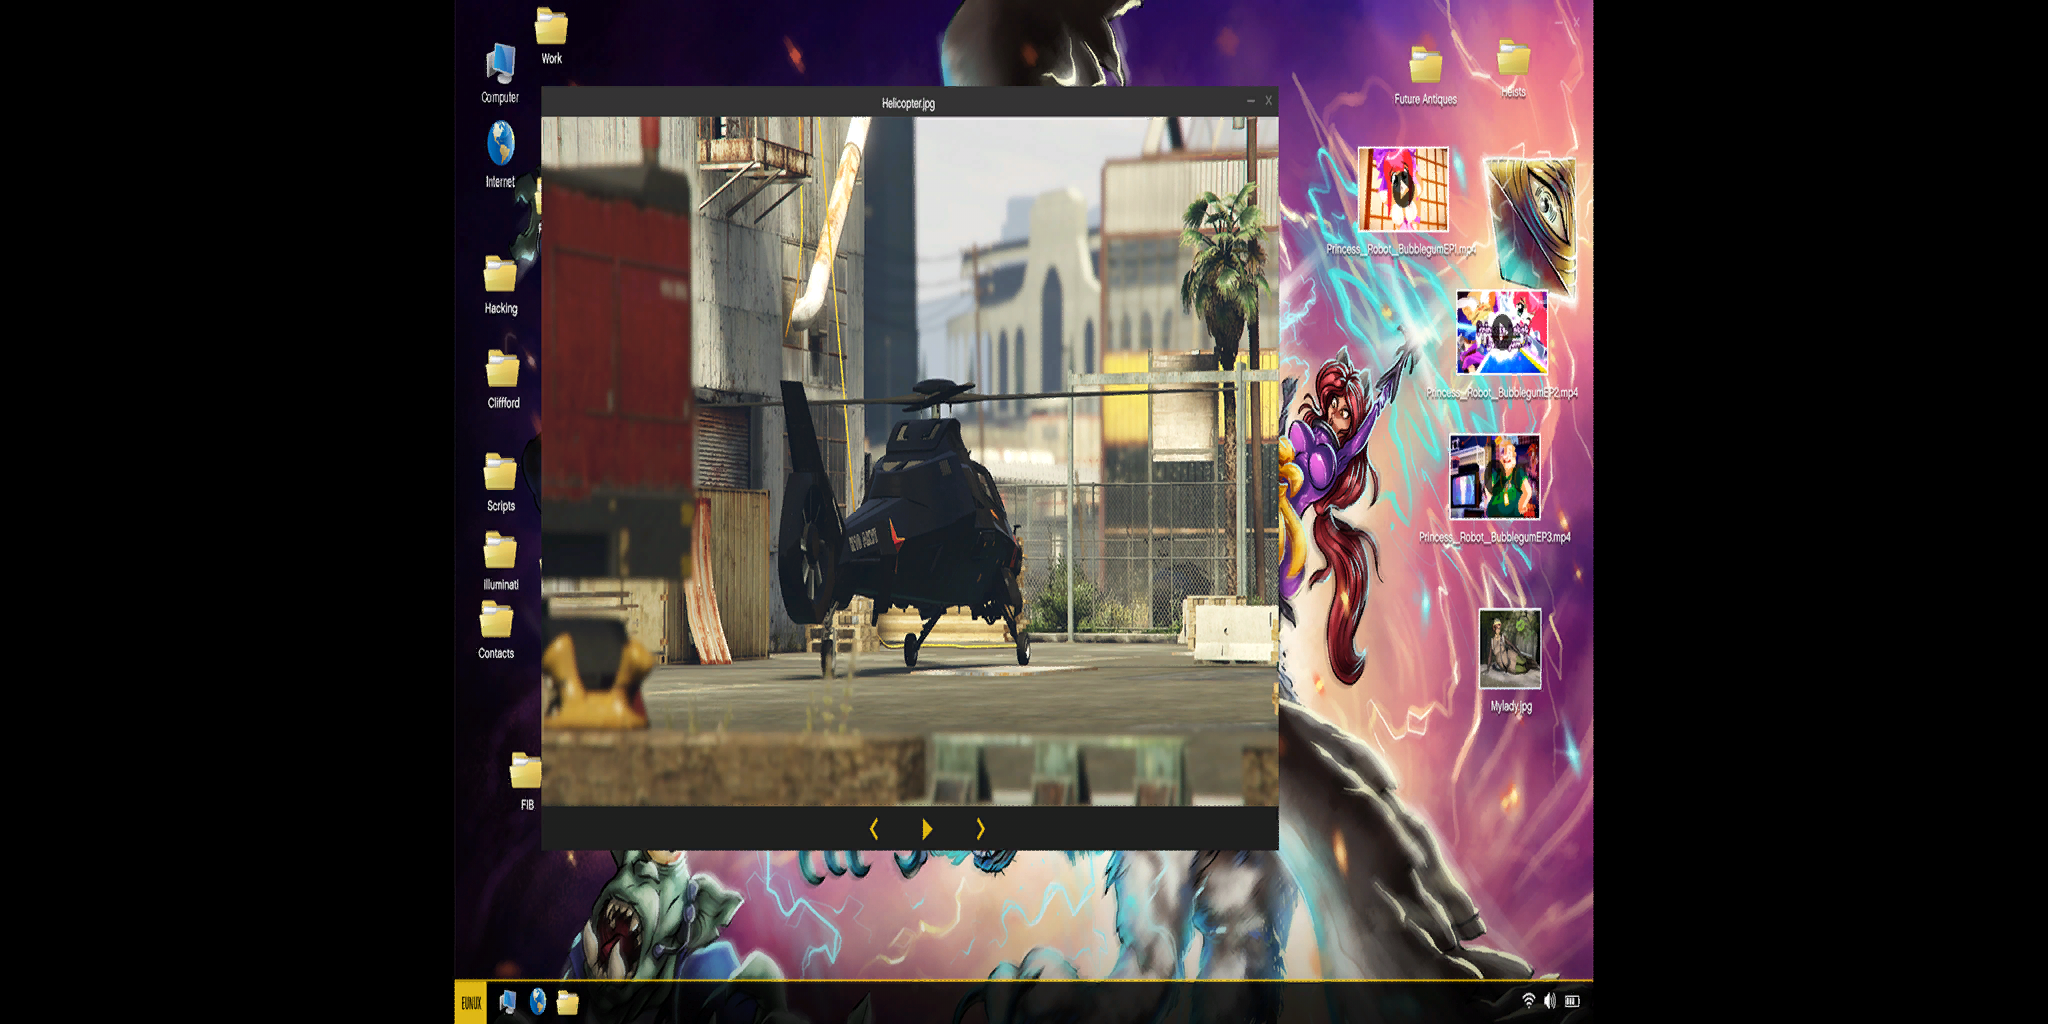 Work
Computer
Internet
Hacking
Cliffford
Scripts
illuminati
Contacts
FIB
Helicopter.jpg
Future Antiques
Heists
Princess_Robot_BubblegumEP1.mp4
Princess_Robot_BubblegumEP2.mp4
Princess_Robot_BubblegumEP3.mp4
Mylady.jpg
EUNUX